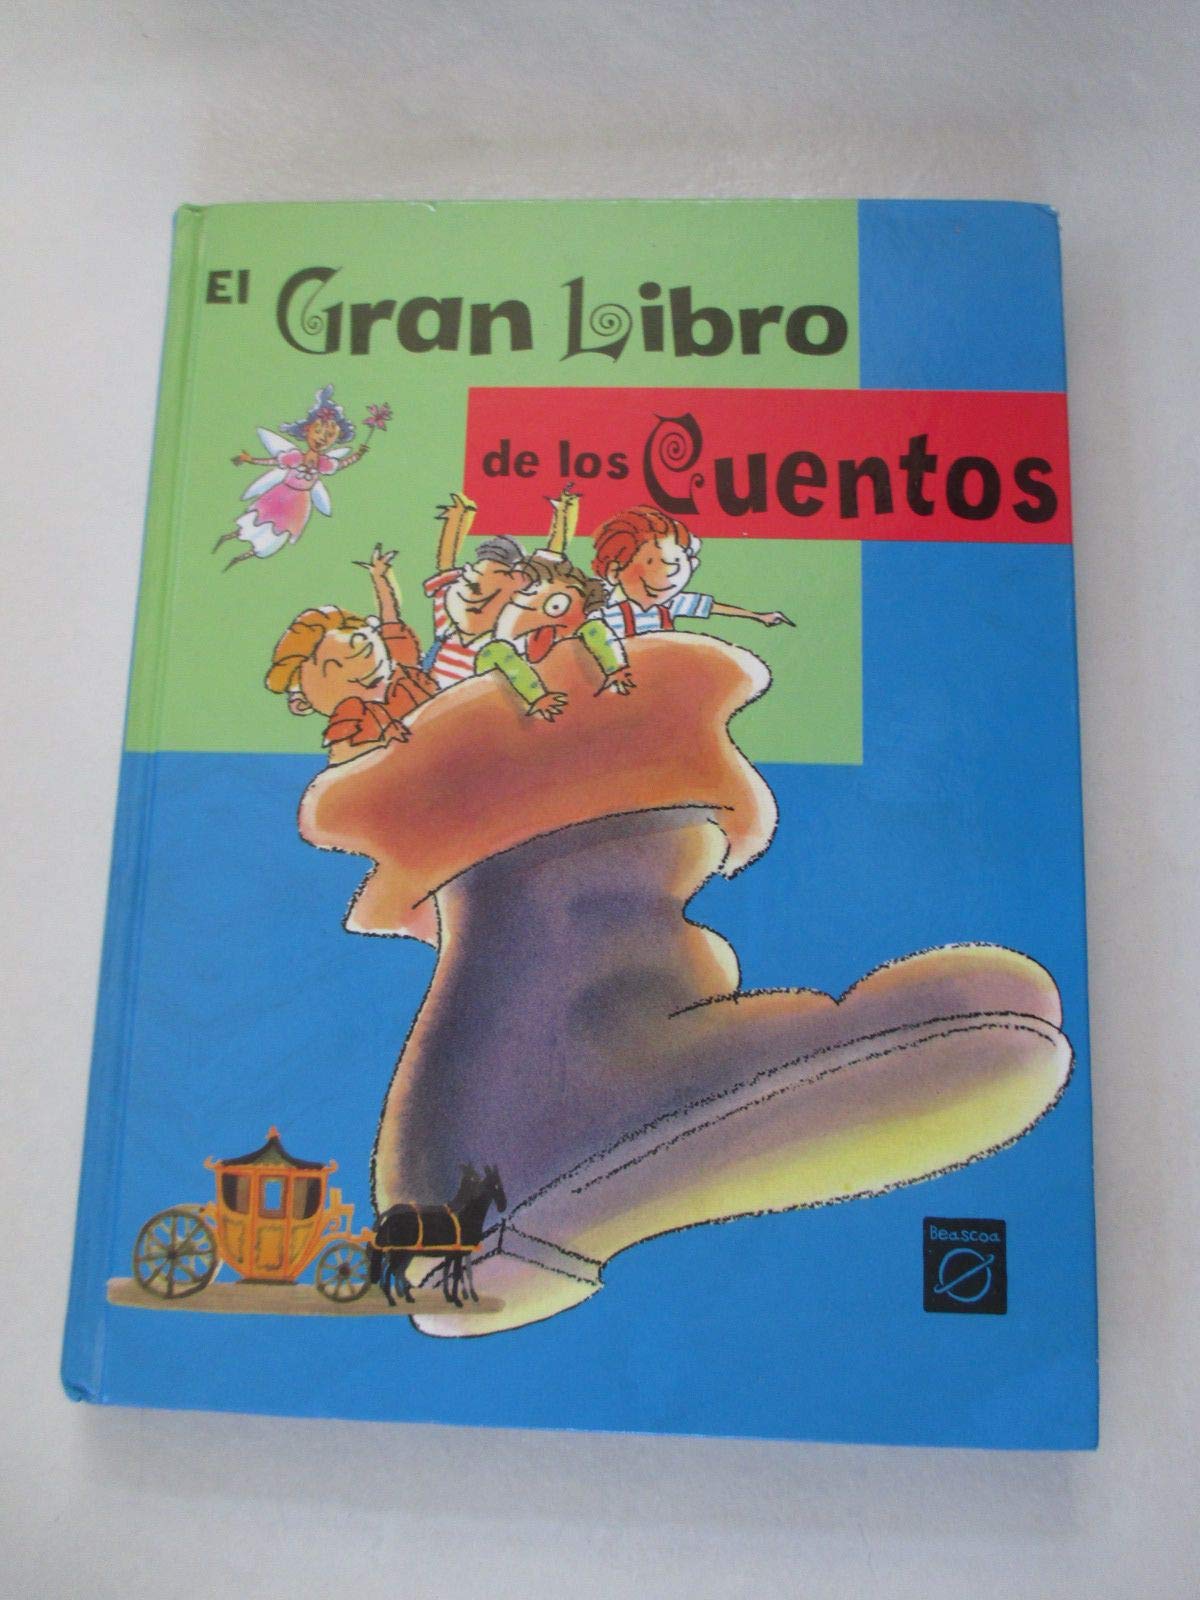 El Gran Libro
de los Cuentos
Beascoa